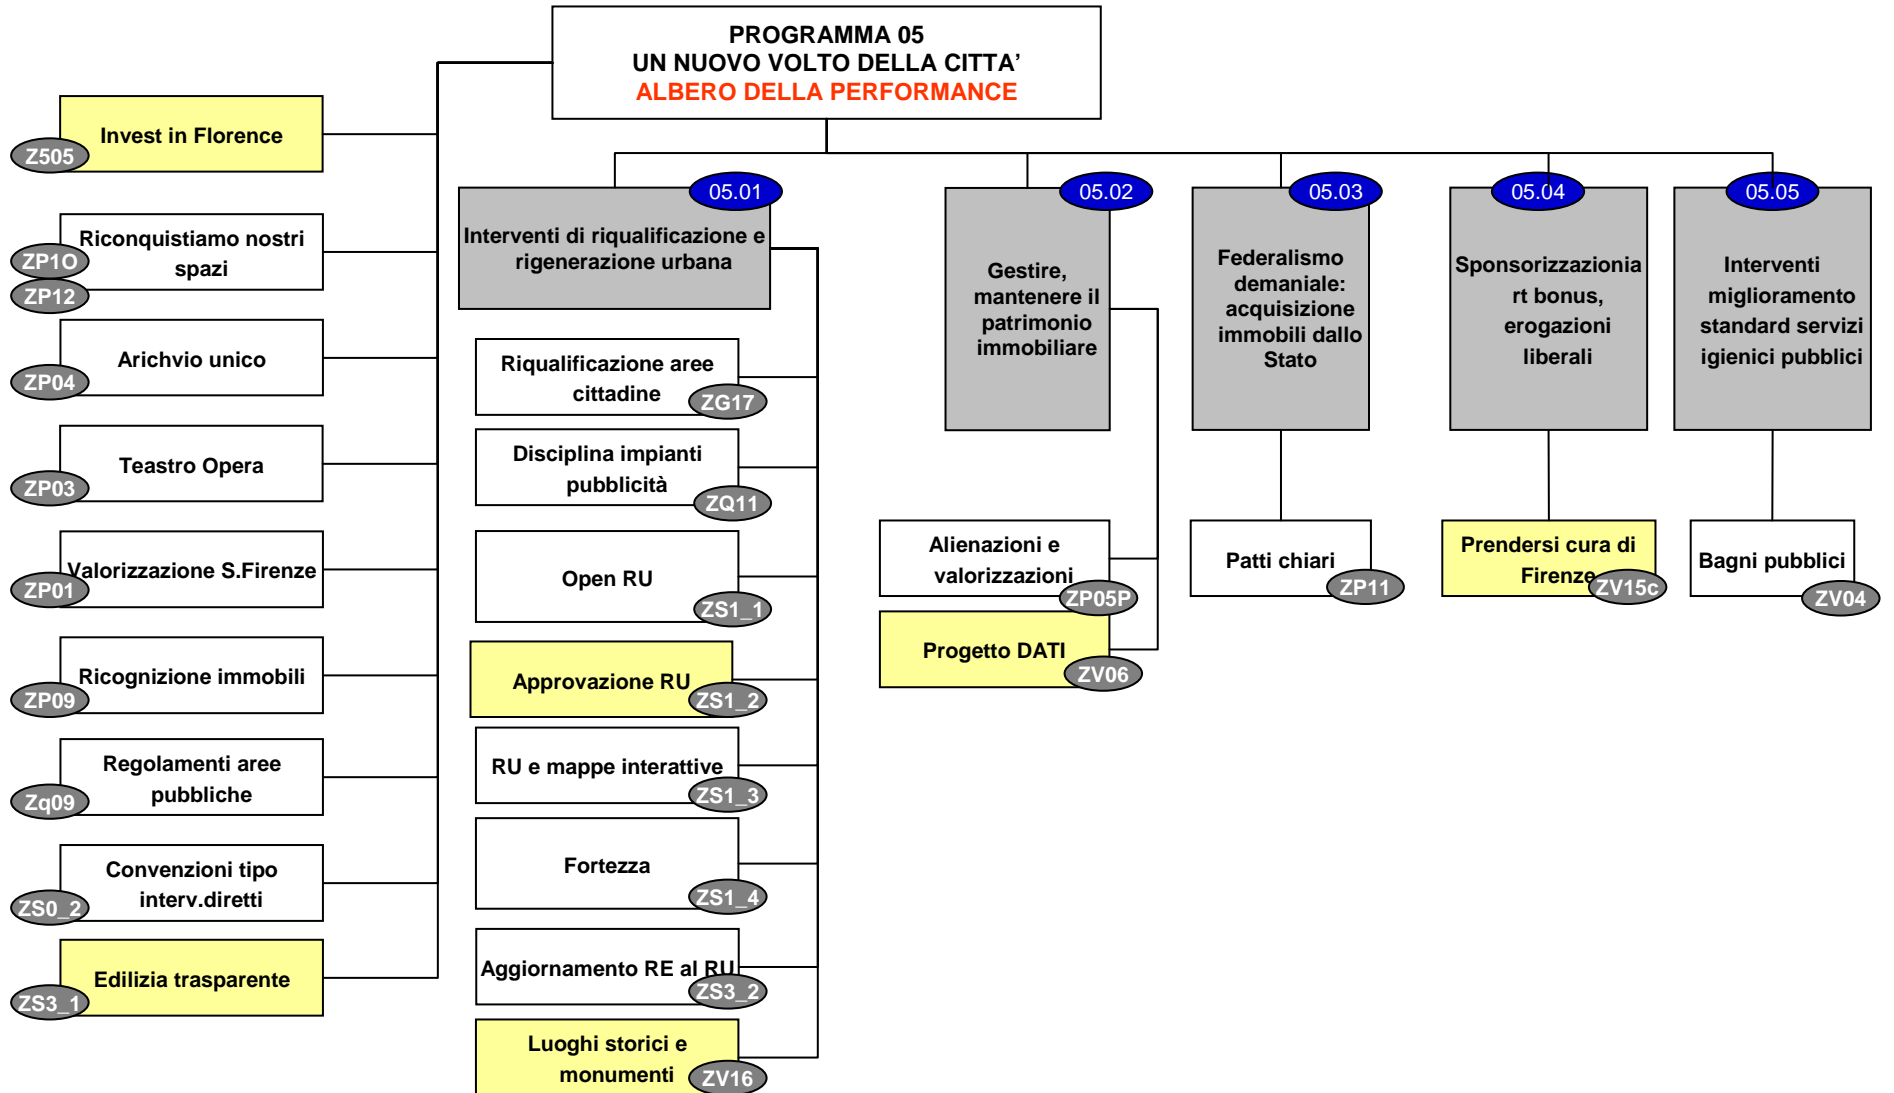 PROGRAMMA 05
UN NUOVO VOLTO DELLA CITTA’
ALBERO DELLA PERFORMANCE
Invest in Florence
Z505
Riconquistiamo nostri
spazi
ZP1O
ZP12
Arichvio unico
ZP04
Teastro Opera
ZP03
Valorizzazione S.Firenze
ZP01
Ricognizione immobili
ZP09
Regolamenti aree
pubbliche
Zq09
Convenzioni tipo
interv.diretti
ZS0_2
Edilizia trasparente
ZS3_1
05.01
Interventi di riqualificazione e
rigenerazione urbana
Riqualificazione aree
cittadine
ZG17
Disciplina impianti
pubblicità
ZQ11
Open RU
ZS1_1
Approvazione RU
ZS1_2
RU e mappe interattive
ZS1_3
Fortezza
ZS1_4
Aggiornamento RE al RU
ZS3_2
Luoghi storici e
monumenti
ZV16
05.02
Gestire,
mantenere il
patrimonio
immobiliare
Alienazioni e
valorizzazioni
ZP05P
Progetto DATI
ZV06
05.03
Federalismo
demaniale:
acquisizione
immobili dallo
Stato
Patti chiari
ZP11
05.04
Sponsorizzazionia
rt bonus,
erogazioni
liberali
Prendersi cura di
Firenze
ZV15c
05.05
Interventi
miglioramento
standard servizi
igienici pubblici
Bagni pubblici
ZV04